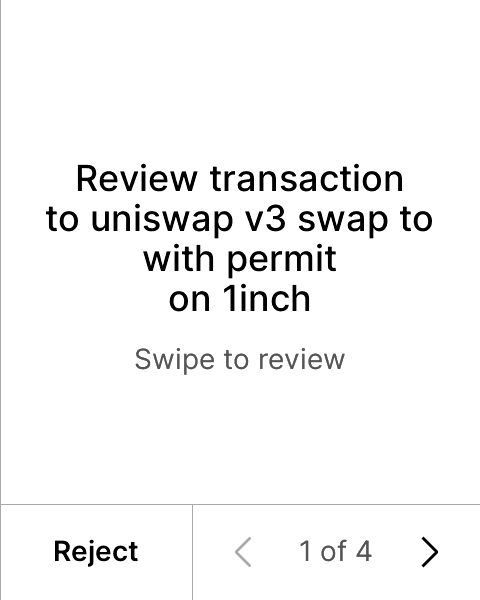 Review transaction
to uniswap v3 swap to
with permit
on 1inch
Swipe to review
Reject
1 of 4